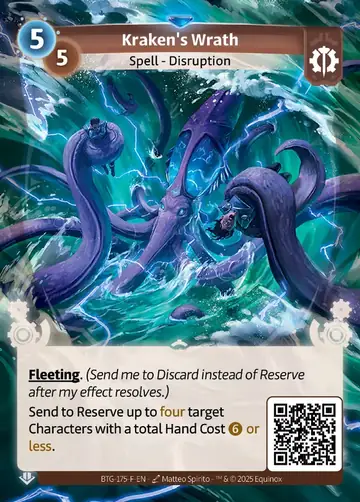 5
5
Kraken's Wrath
Spell - Disruption
Fleeting. (Send me to Discard instead of Reserve
after my effect resolves.)
Send to Reserve up to four target
Characters with a total Hand Cost 6 or
less.
BTG-175-F-EN - Matteo Spirito - ™ & © 2025 Equinox